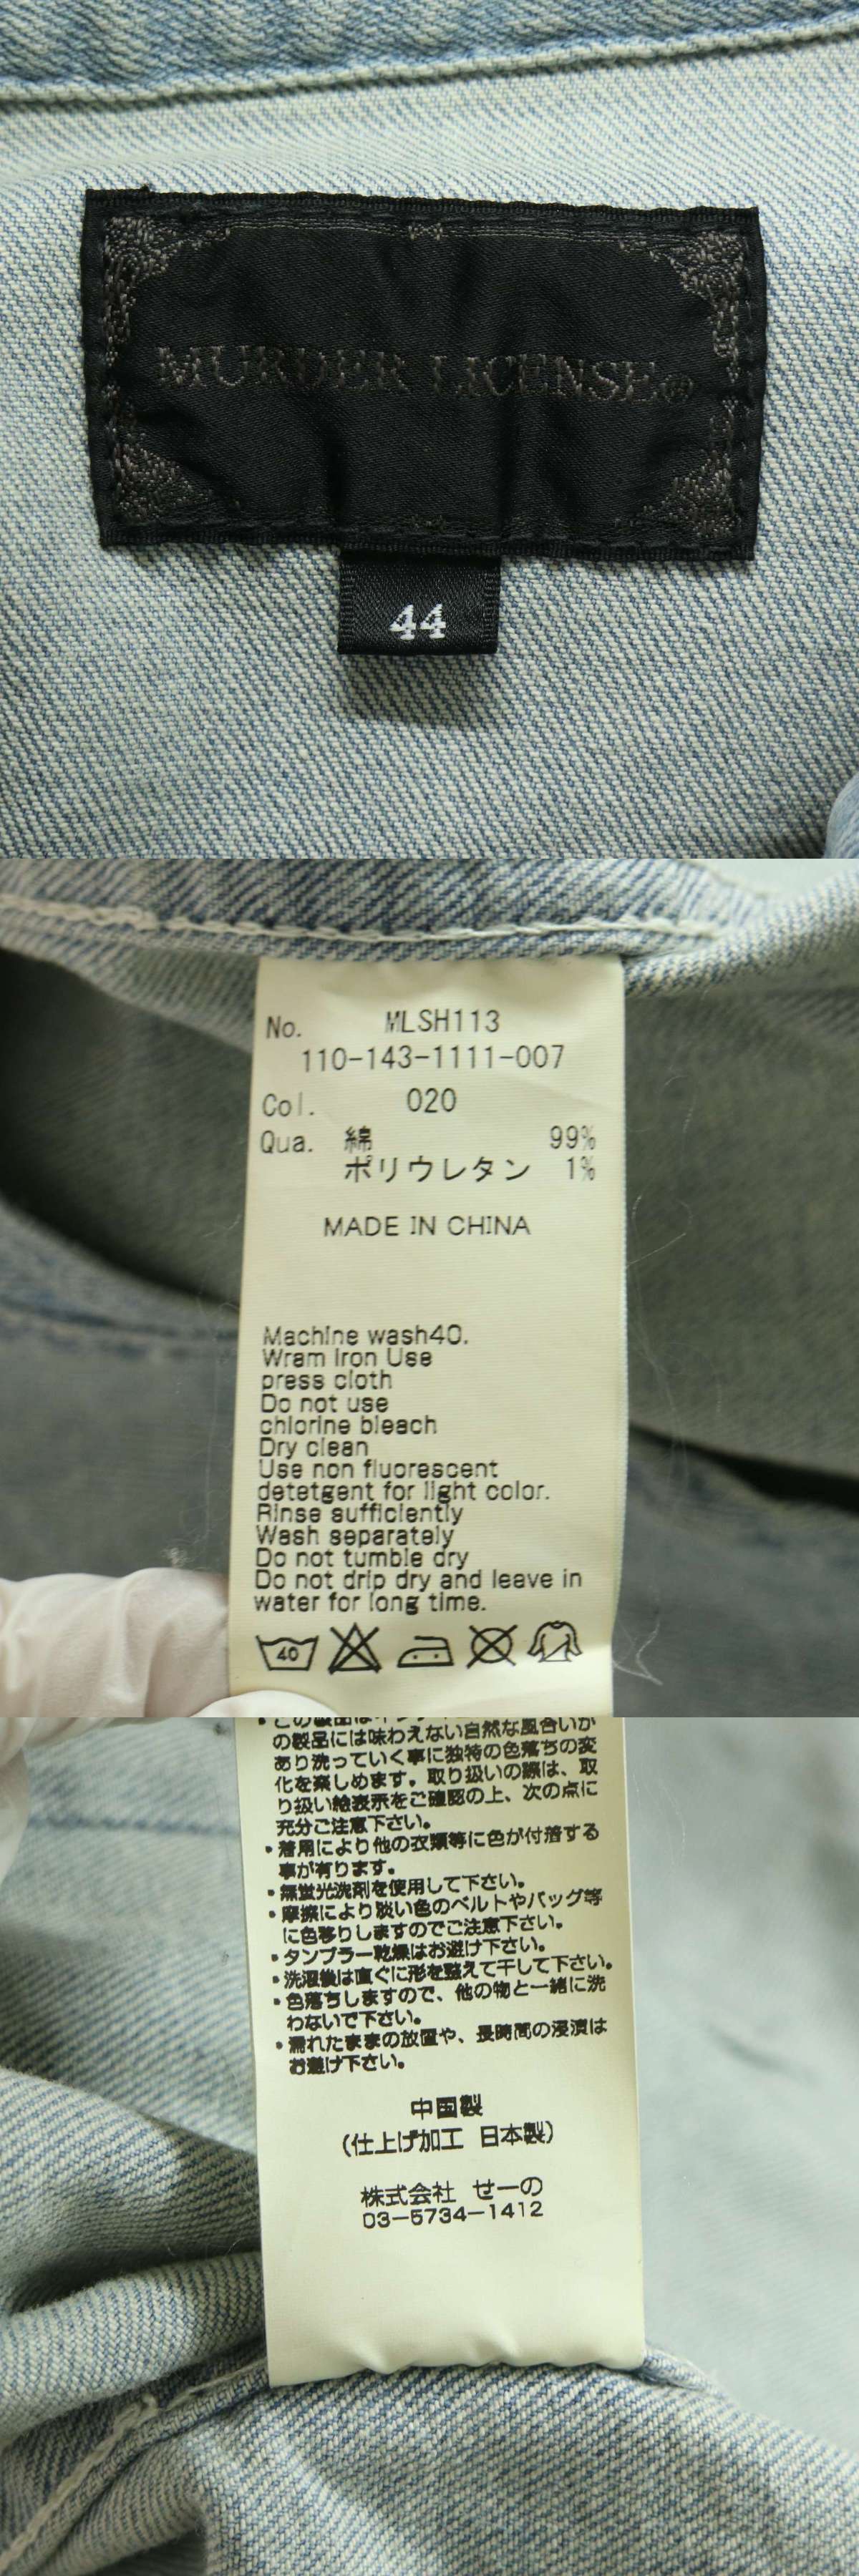 MURDER LICENSE®
44
No. MLSH113
110-143-1111-007
Col. 020
Qua. 綿 99%
ポリウレタン 1%
MADE IN CHINA
Machine wash40.
Wram Iron Use
press cloth
Do not use
chlorine bleach
Dry clean
Use non fluorescent
detetgent for light color.
Rinse sufficiently
Wash separately
Do not tumble dry
Do not drip dry and leave in
water for long time.
40
の製品には味わえない自然な風合いが
あり洗っていく事に独特の色落ちの変
化を楽しめます。取り扱いの際は、取
り扱い絵表示をご確認の上、次の点に
充分ご注意下さい。
・着用により他の衣類等に色が付着する
事が有ります。
・無蛍光洗剤を使用して下さい。
・摩擦により淡い色のベルトやバッグ等
に色移りしますのでご注意下さい。
・タンブラー乾燥はお避け下さい。
・洗濯後は直ぐに形を整えて干して下さい。
・色落ちしますので、他の物と一緒に洗
わないで下さい。
・濡れたままの放置や、長時間の浸漬は
お避け下さい。
中国製
(仕上げ加工 日本製)
株式会社 せーの
03-5734-1412